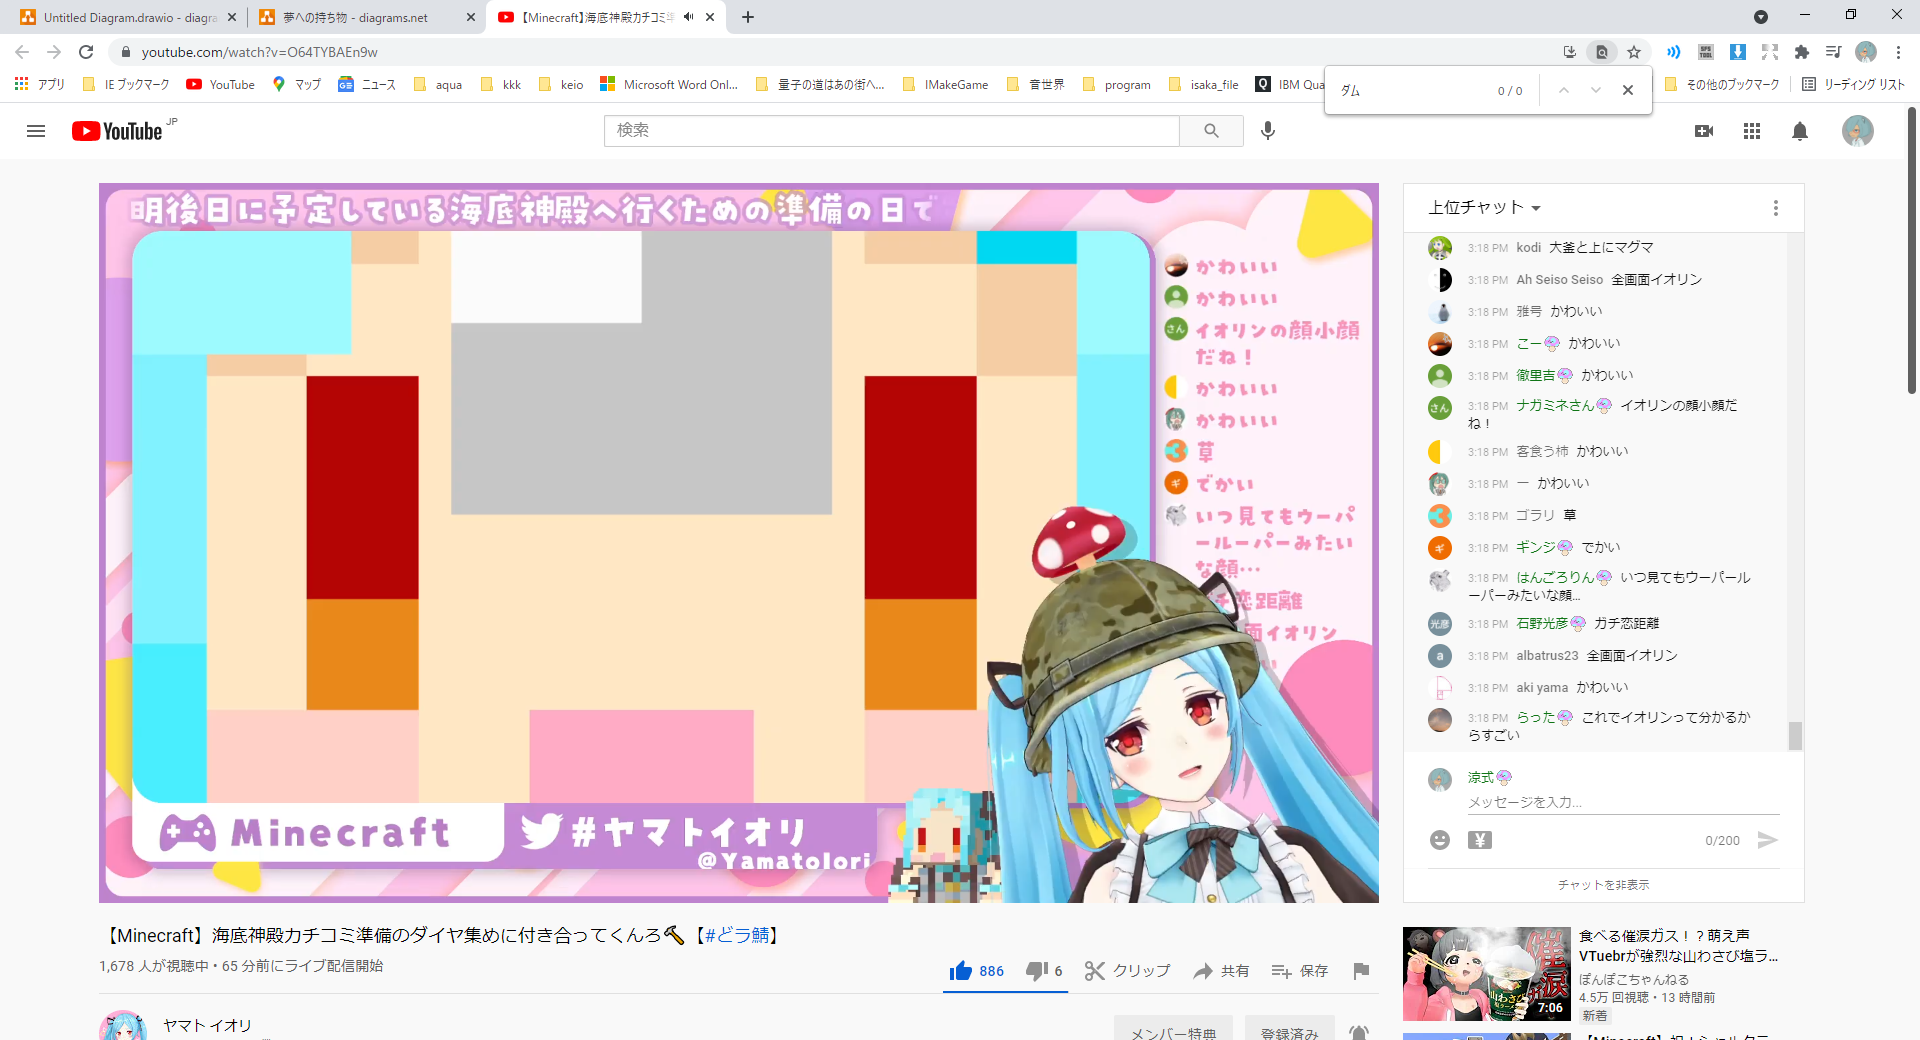 Untitled Diagram.drawio - diagra
夢への持ち物 - diagrams.net
【Minecraft】海底神殿カチコミ準
youtube.com/watch?v=O64TYBAEn9w
アプリ
IE ブックマーク
YouTube
マップ
ニュース
aqua
kkk
keio
Microsoft Word Onl...
量子の道はあの街へ...
IMakeGame
音世界
program
isaka_file
IBM Qua
その他のブックマーク
リーディング リスト
ダム
0 / 0
YouTube JP
検索
明後日に予定している海底神殿へ行くための準備の日で
かわいい
かわいい
イオリンの顔小顔
だね！
かわいい
かわいい
草
でかい
いつ見てもウーパ
ールーパーみたい
な顔…
チ恋距離
面イオリン
い
Minecraft
#ヤマトイオリ
@YamatoIori
上位チャット
3:18 PM kodi 大釜と上にマグマ
3:18 PM Ah Seiso Seiso 全画面イオリン
3:18 PM 雅号 かわいい
3:18 PM こー かわいい
3:18 PM 徹里吉 かわいい
さん
3:18 PM ナガミネさん イオリンの顔小顔だ
ね！
3:18 PM 客食う柿 かわいい
3:18 PM ー かわいい
3:18 PM ゴラリ 草
ギ
3:18 PM ギンジ でかい
3:18 PM はんごろりん いつ見てもウーパール
ーパーみたいな顔...
光彦
3:18 PM 石野光彦 ガチ恋距離
a
3:18 PM albatrus23 全画面イオリン
3:18 PM aki yama かわいい
3:18 PM らった これでイオリンって分かるか
らすごい
涼式
メッセージを入力...
0/200
チャットを非表示
【Minecraft】海底神殿カチコミ準備のダイヤ集めに付き合ってくんろ🔨【#どラ鯖】
1,678 人が視聴中・65 分前にライブ配信開始
886
6
クリップ
共有
保存
ヤマト イオリ
メンバー特典
登録済み
催涙
7:06
食べる催涙ガス！？萌え声
VTuebrが強烈な山わさび塩ラ...
ぽんぽこちゃんねる
4.5万 回視聴・13 時間前
新着